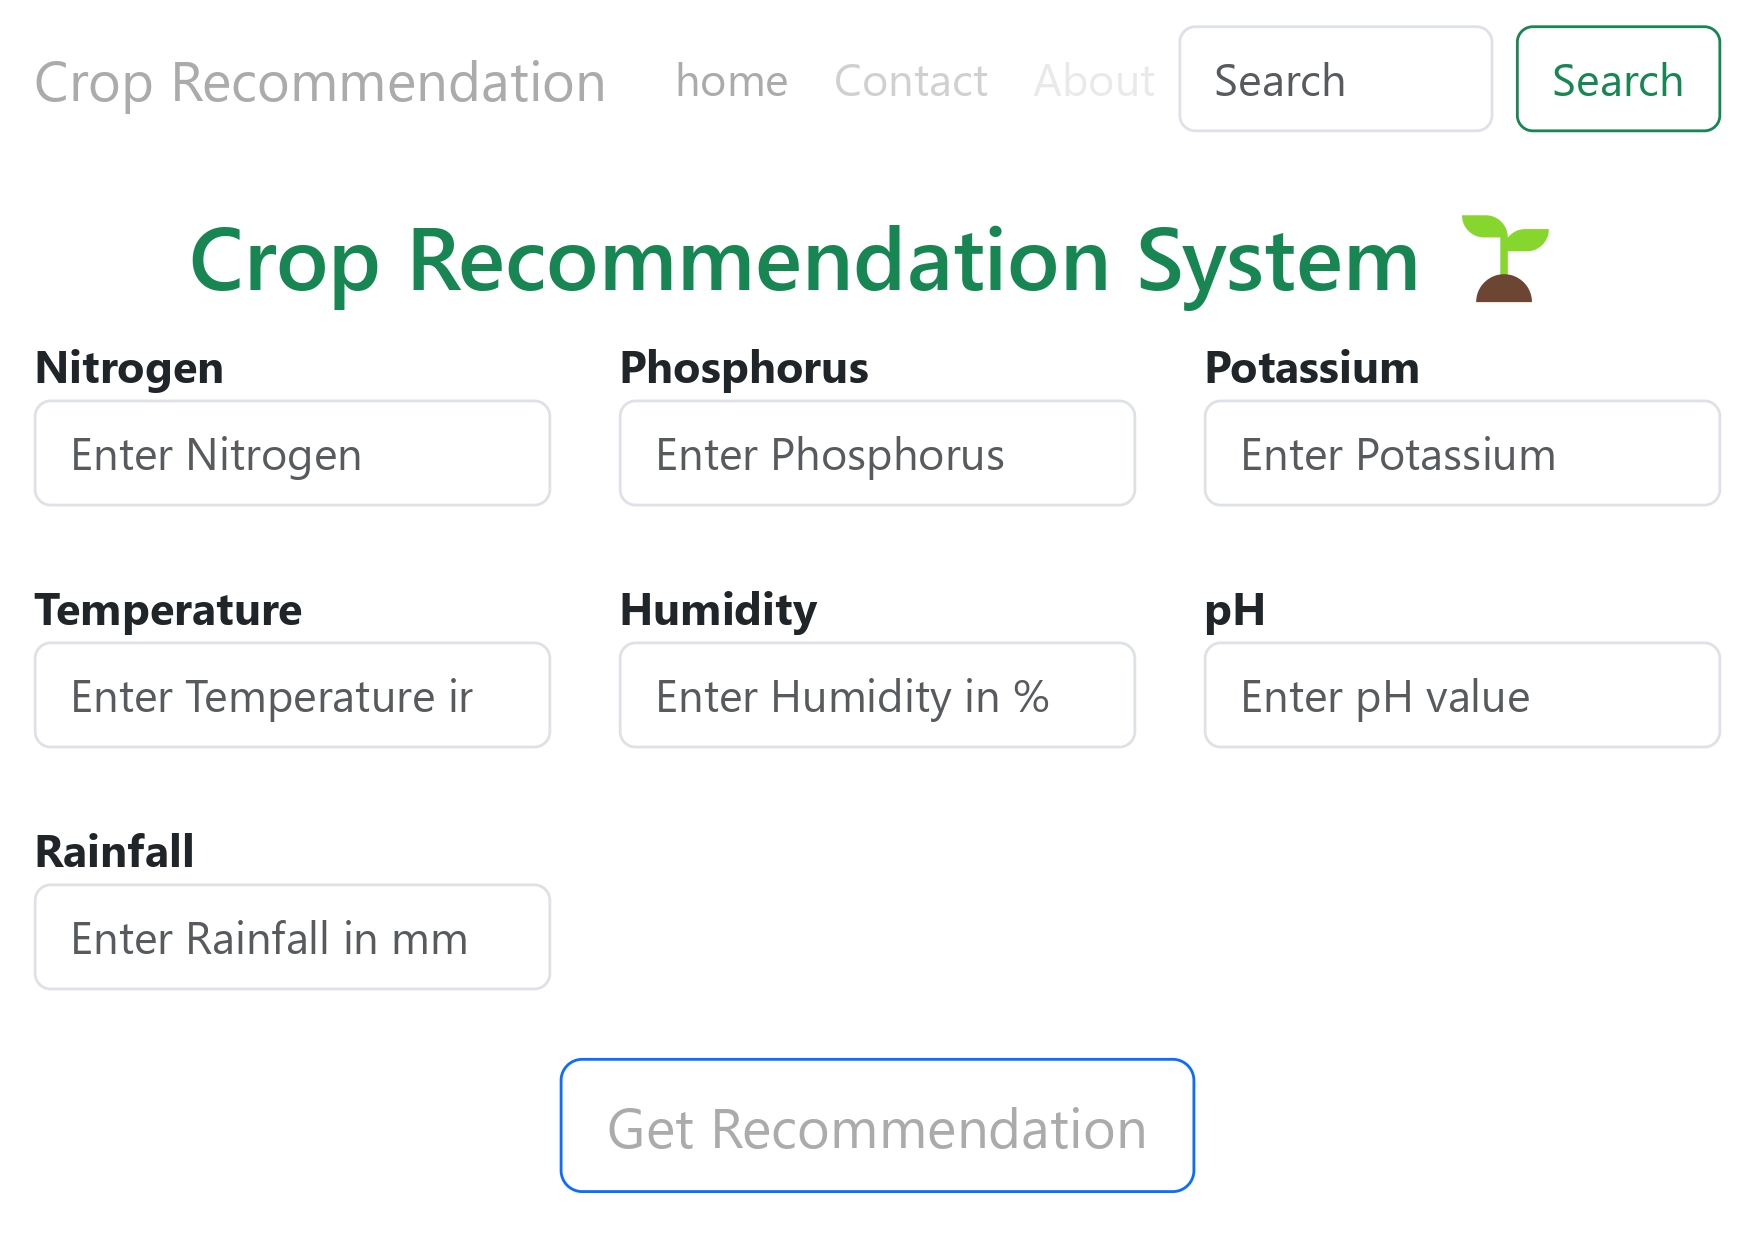 Crop Recommendation home Contact About Search Search
Crop Recommendation System
Nitrogen Phosphorus Potassium
Enter Nitrogen Enter Phosphorus Enter Potassium
Temperature Humidity pH
Enter Temperature in Enter Humidity in % Enter pH value
Rainfall
Enter Rainfall in mm
Get Recommendation